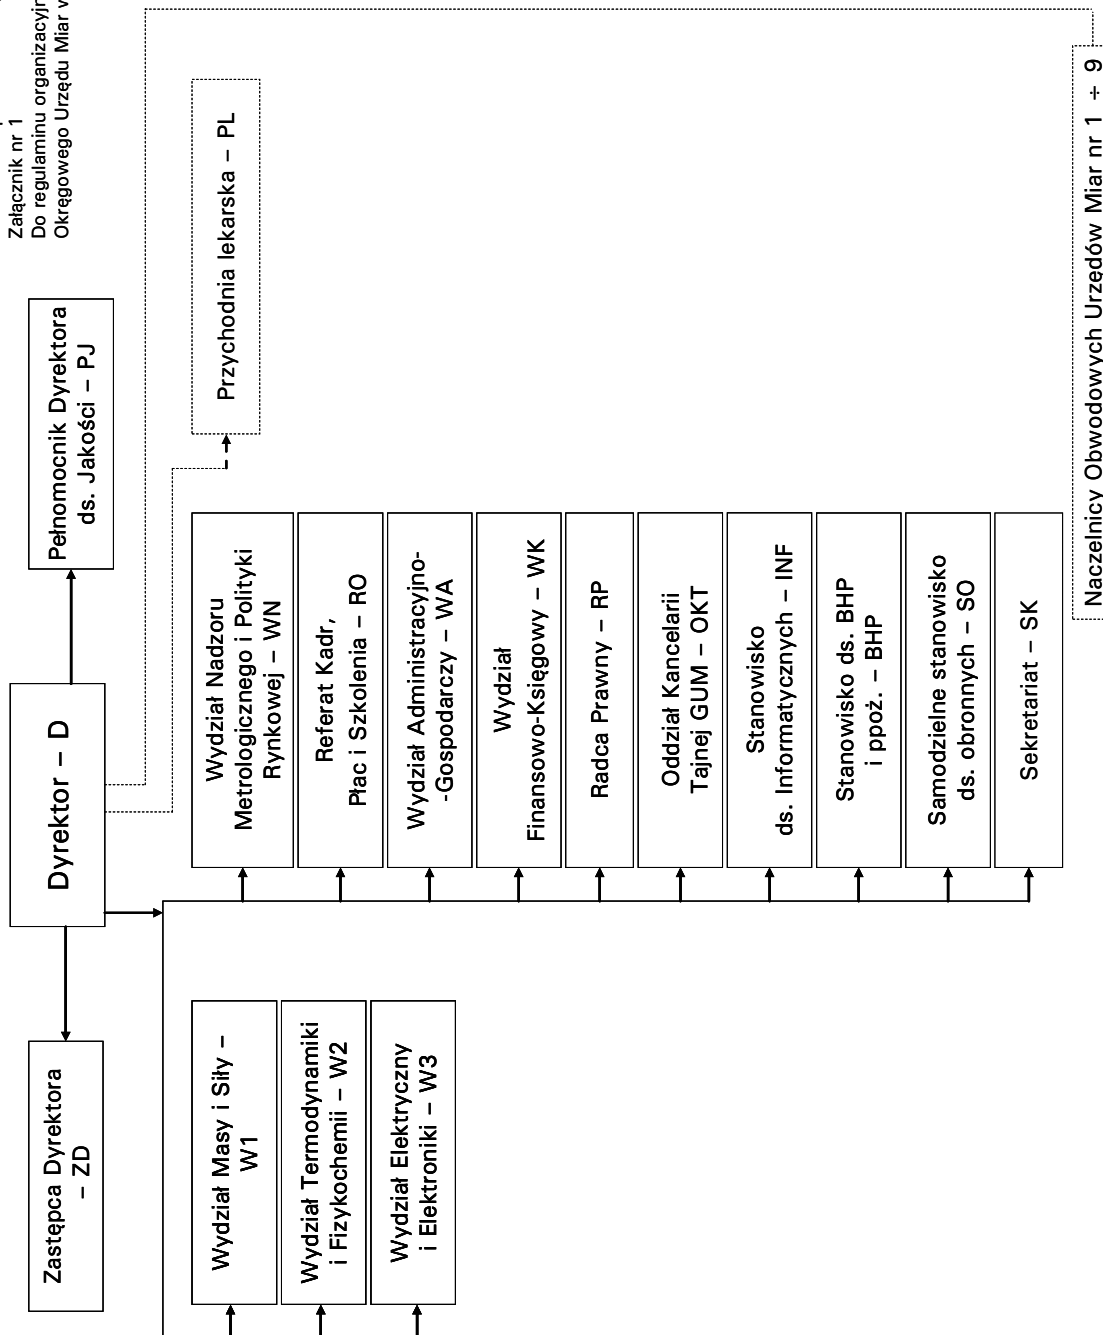 Załącznik nr 1
Do regulaminu organizacyjn
Okręgowego Urzędu Miar w
Dyrektor – D
Zastępca Dyrektora
– ZD
Pełnomocnik Dyrektora
ds. Jakości – PJ
Wydział Masy i Siły –
W1
Wydział Termodynamiki
i Fizykochemii – W2
Wydział Elektryczny
i Elektroniki – W3
Wydział Nadzoru
Metrologicznego i Polityki
Rynkowej – WN
Referat Kadr,
Płac i Szkolenia – RO
Wydział Administracyjno-
-Gospodarczy – WA
Wydział
Finansowo-Księgowy – WK
Radca Prawny – RP
Oddział Kancelarii
Tajnej GUM – OKT
Stanowisko
ds. Informatycznych – INF
Stanowisko ds. BHP
i ppoż. – BHP
Samodzielne stanowisko
ds. obronnych – SO
Sekretariat – SK
Przychodnia lekarska – PL
Naczelnicy Obwodowych Urzędów Miar nr 1 ÷ 9